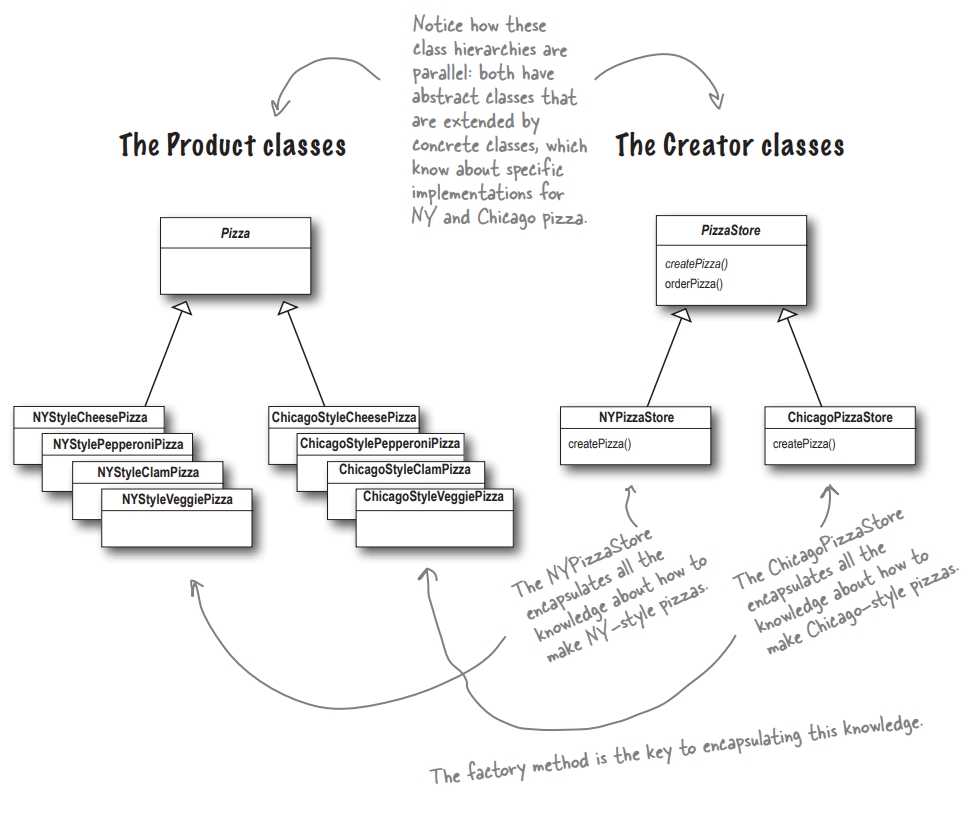 Notice how these
class hierarchies are
parallel: both have
abstract classes that
are extended by
concrete classes, which
know about specific
implementations for
NY and Chicago pizza.
The Product classes
The Creator classes
Pizza
PizzaStore
createPizza()
orderPizza()
NYStyleCheesePizza
NYStylePepperoniPizza
NYStyleClamPizza
NYStyleVeggiePizza
ChicagoStyleCheesePizza
ChicagoStylePepperoniPizza
ChicagoStyleClamPizza
ChicagoStyleVeggiePizza
NYPizzaStore
createPizza()
ChicagoPizzaStore
createPizza()
The NYPizzaStore
encapsulates all the
knowledge about how to
make NY-style pizzas.
The ChicagoPizzaStore
encapsulates all the
knowledge about how to
make Chicago-style pizzas.
The factory method is the key to encapsulating this knowledge.